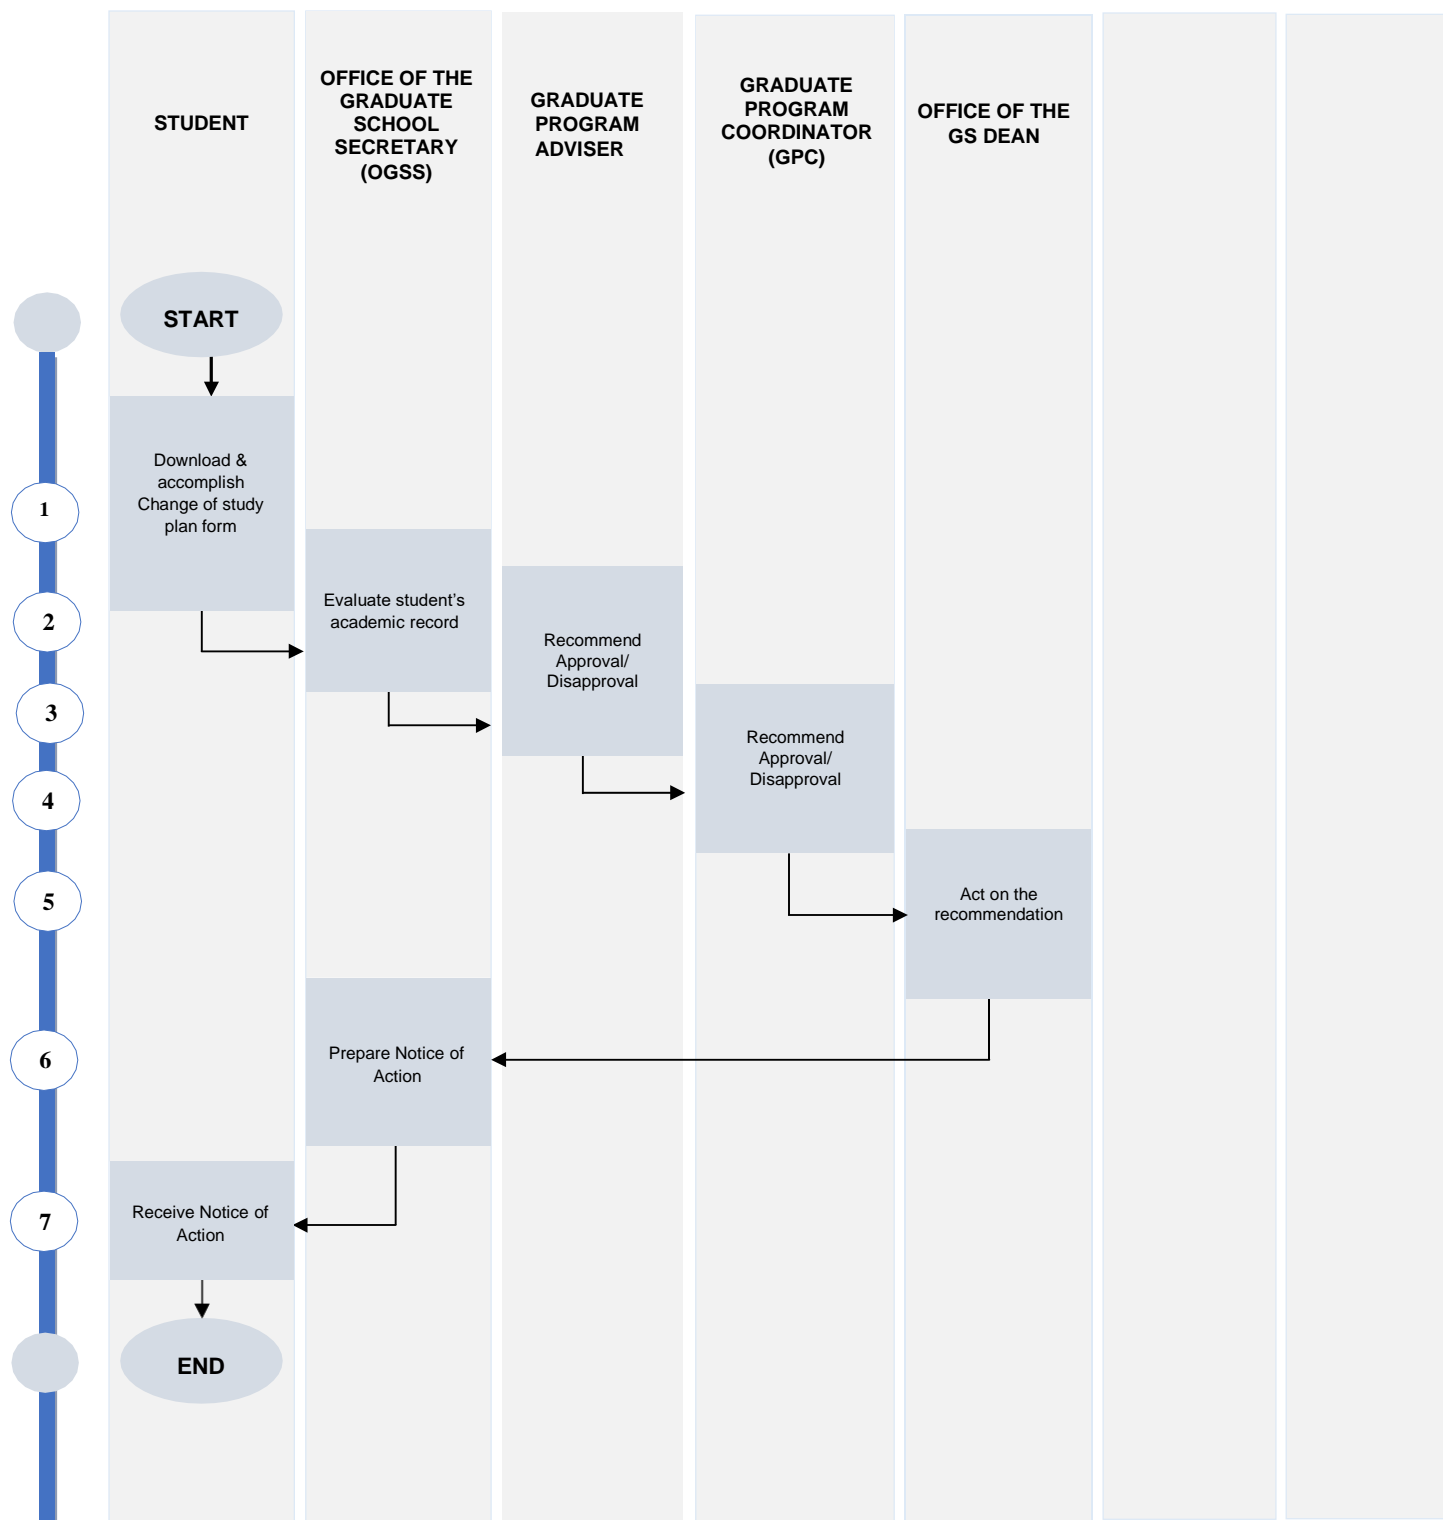 STUDENT
OFFICE OF THE
GRADUATE
SCHOOL
SECRETARY
(OGSS)
GRADUATE
PROGRAM
ADVISER
GRADUATE
PROGRAM
COORDINATOR
(GPC)
OFFICE OF THE
GS DEAN
START
Download &
accomplish
Change of study
plan form
1
Evaluate student's
academic record
2
Recommend
Approval/
Disapproval
3
Recommend
Approval/
Disapproval
4
Act on the
recommendation
5
Prepare Notice of
Action
6
Receive Notice of
Action
7
END